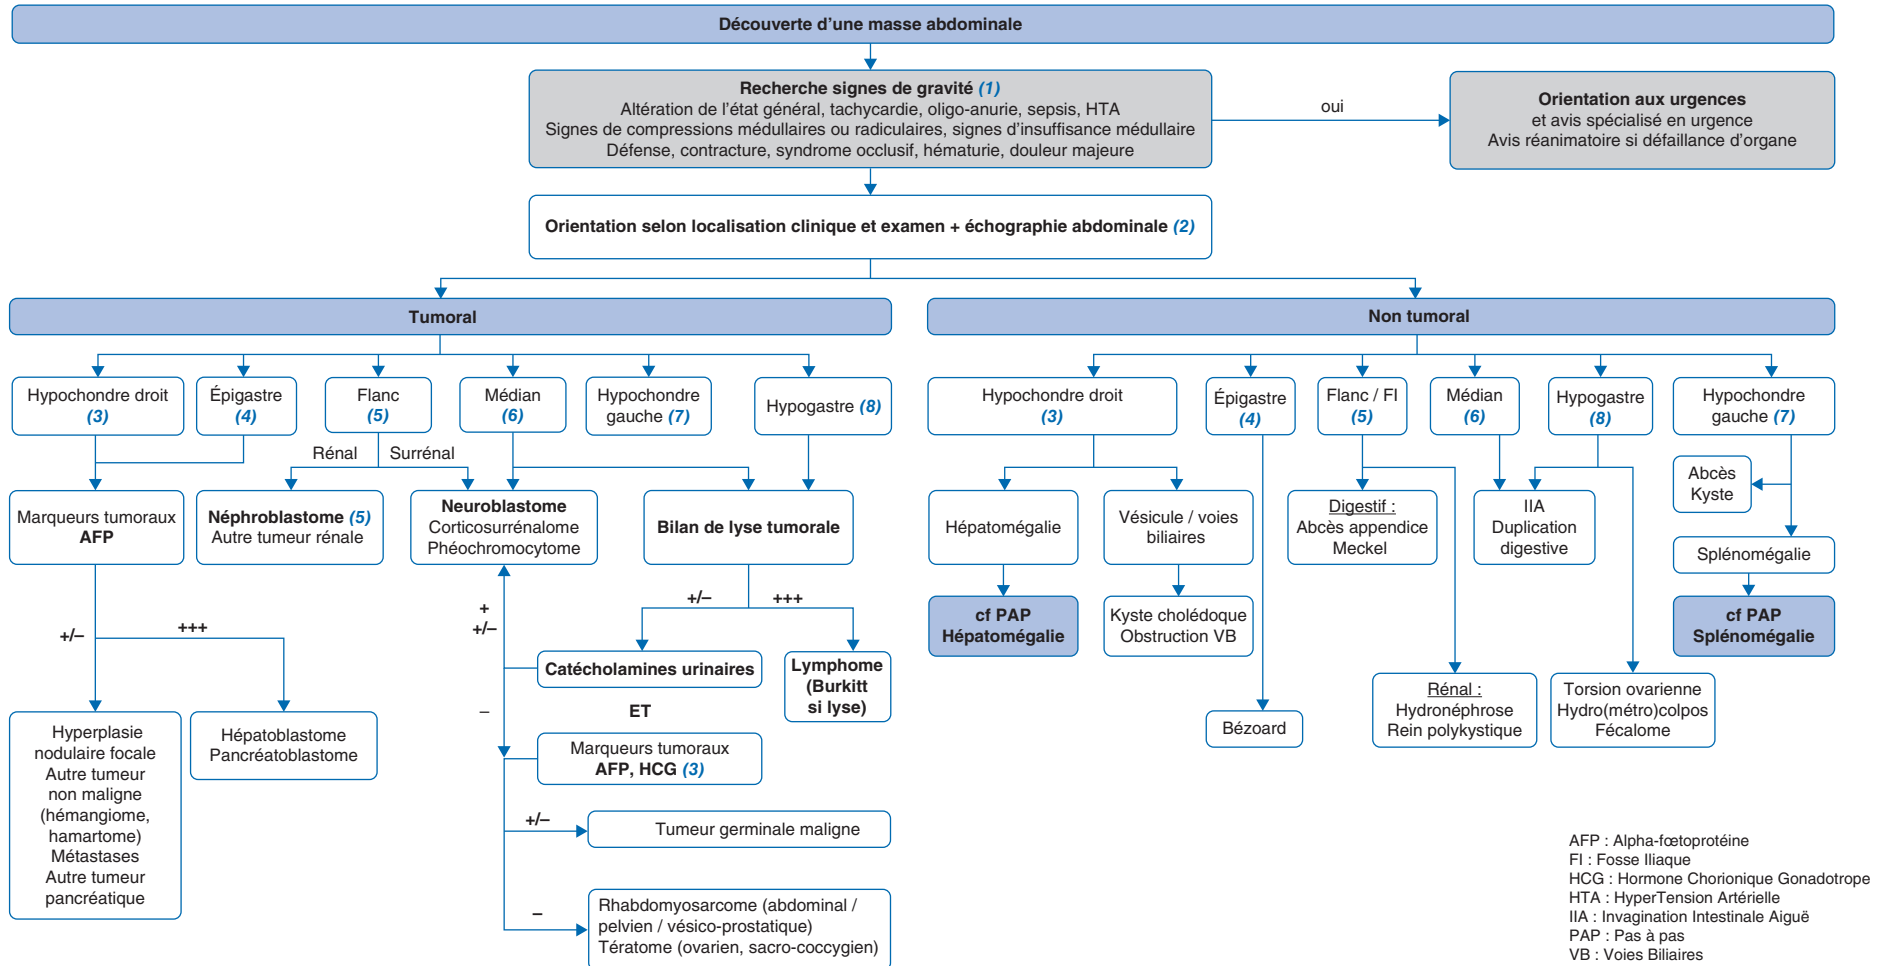 Découverte d'une masse abdominale
Recherche signes de gravité (1)
Altération de l'état général, tachycardie, oligo-anurie, sepsis, HTA
Signes de compressions médullaires ou radiculaires, signes d'insuffisance médullaire
Défense, contracture, syndrome occlusif, hématurie, douleur majeure
oui
Orientation aux urgences
et avis spécialisé en urgence
Avis réanimatoire si défaillance d'organe
Orientation selon localisation clinique et examen + échographie abdominale (2)
Tumoral
Non tumoral
Hypochondre droit
(3)
Épigastre
(4)
Flanc
(5)
Médian
(6)
Hypochondre
gauche (7)
Hypogastre (8)
Hypochondre droit
(3)
Épigastre
(4)
Flanc / FI
(5)
Médian
(6)
Hypogastre
(8)
Hypochondre
gauche (7)
Rénal
Surrénal
Marqueurs tumoraux
AFP
Néphroblastome (5)
Autre tumeur rénale
Neuroblastome
Corticosurrénalome
Phéochromocytome
Bilan de lyse tumorale
Hépatomégalie
Vésicule / voies
biliaires
Digestif :
Abcès appendice
Meckel
IIA
Duplication
digestive
Abcès
Kyste
Splénomégalie
cf PAP
Hépatomégalie
Kyste cholédoque
Obstruction VB
cf PAP
Splénomégalie
+/–
+++
+
+/–
+/–
+++
Catécholamines urinaires
Lymphome
(Burkitt
si lyse)
–
ET
Marqueurs tumoraux
AFP, HCG (3)
Bézoard
Rénal :
Hydronéphrose
Rein polykystique
Torsion ovarienne
Hydro(métro)colpos
Fécalome
Hyperplasie
nodulaire focale
Autre tumeur
non maligne
(hémangiome,
hamartome)
Métastases
Autre tumeur
pancréatique
Hépatoblastome
Pancréatoblastome
+/–
Tumeur germinale maligne
–
Rhabdomyosarcome (abdominal /
pelvien / vésico-prostatique)
Tératome (ovarien, sacro-coccygien)
AFP : Alpha-fœtoprotéine
FI : Fosse Iliaque
HCG : Hormone Chorionique Gonadotrope
HTA : HyperTension Artérielle
IIA : Invagination Intestinale Aiguë
PAP : Pas à pas
VB : Voies Biliaires